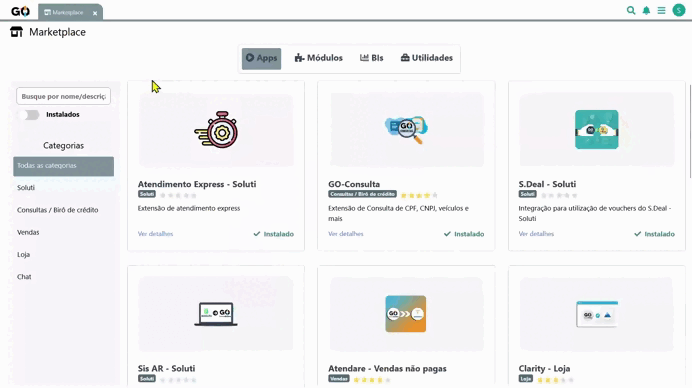 GO
Marketplace
S
Marketplace
Apps
Módulos
BIs
Utilidades
Busque por nome/descriç
Instalados
Categorias
Todas as categorias
Soluti
Consultas / Birô de crédito
Vendas
Loja
Chat
Atendimento Express - Soluti
Soluti
Extensão de atendimento express
Ver detalhes
Instalado
GO
GO-Consulta
Consultas / Birô de crédito
Extensão de Consulta de CPF, CNPJ, veículos e
mais
Ver detalhes
Instalado
S.Deal - Soluti
Soluti
Integração para utilização de vouchers do S.Deal -
Soluti
Ver detalhes
Instalado
GO
Sis AR - Soluti
Soluti
GO
Atendare - Vendas não pagas
Vendas
GO
Clarity - Loja
Loja